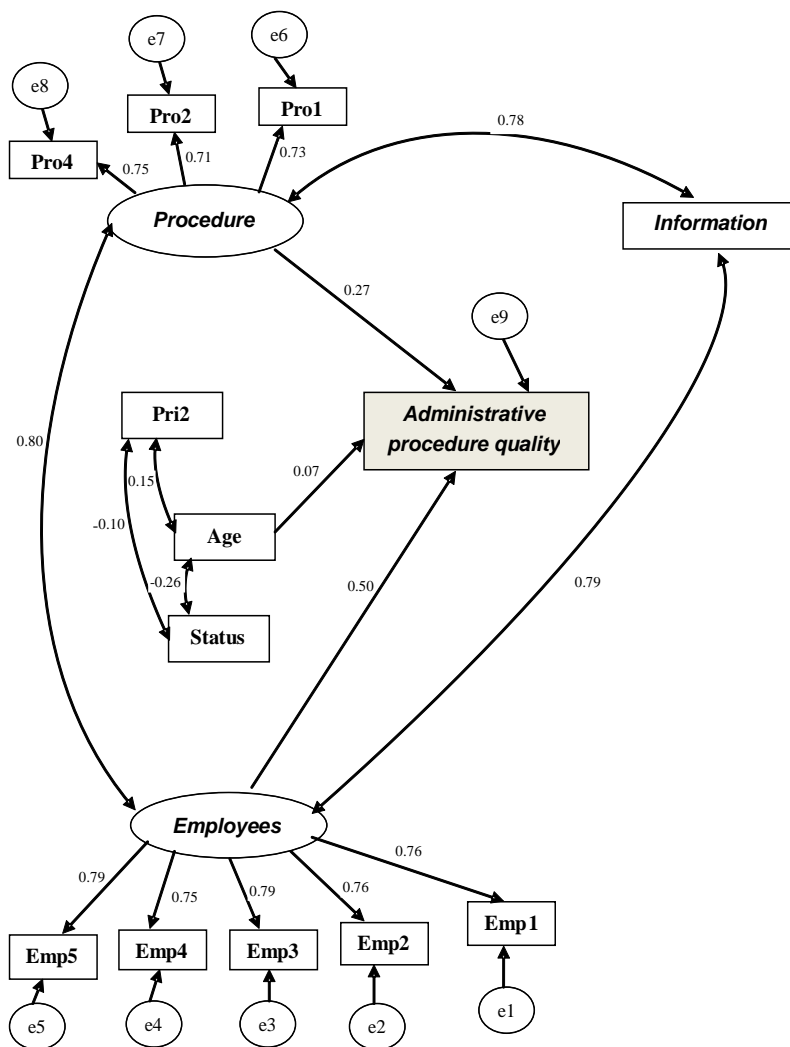 e7
e6
e8
Pro2
Pro1
Pro4
0.75
0.71
0.73
0.78
Procedure
Information
0.27
e9
Pri2
Administrative
procedure quality
0.80
0.15
0.07
-0.10
Age
-0.26
0.50
0.79
Status
Employees
0.79
0.75
0.79
0.76
0.76
Emp5
Emp4
Emp3
Emp2
Emp1
e5
e4
e3
e2
e1